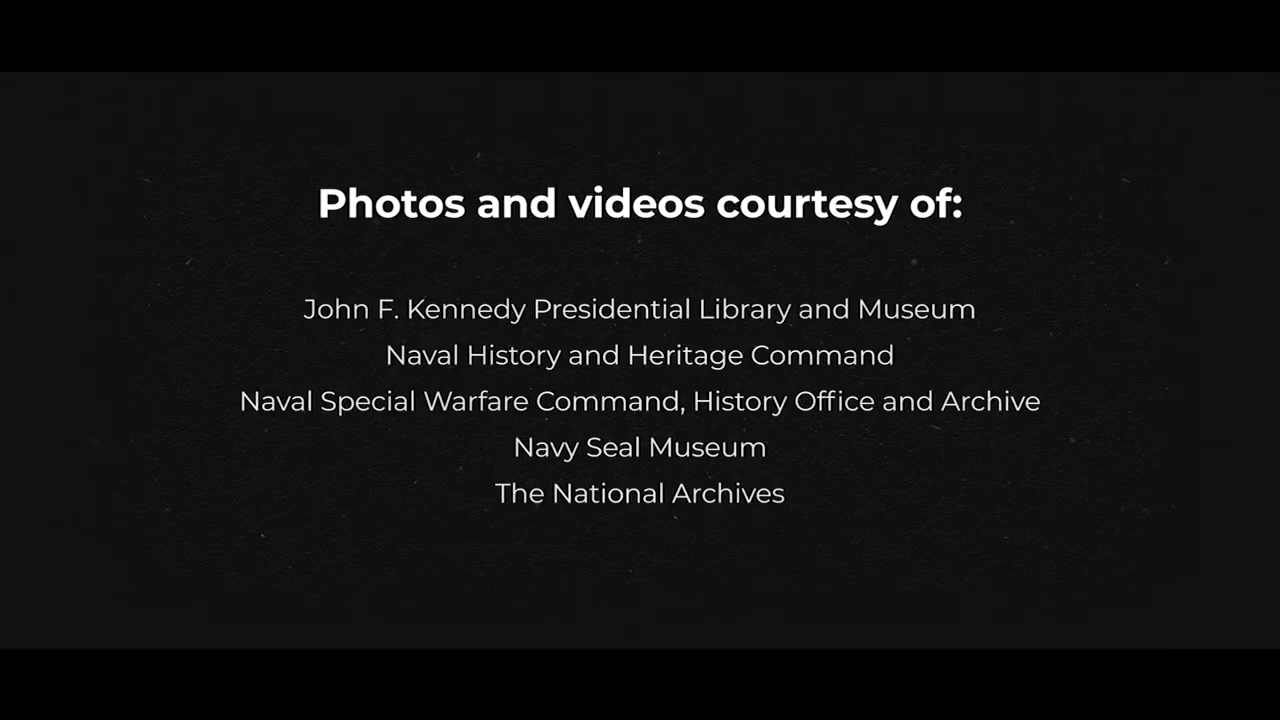 Photos and videos courtesy of:
John F. Kennedy Presidential Library and Museum
Naval History and Heritage Command
Naval Special Warfare Command, History Office and Archive
Navy Seal Museum
The National Archives